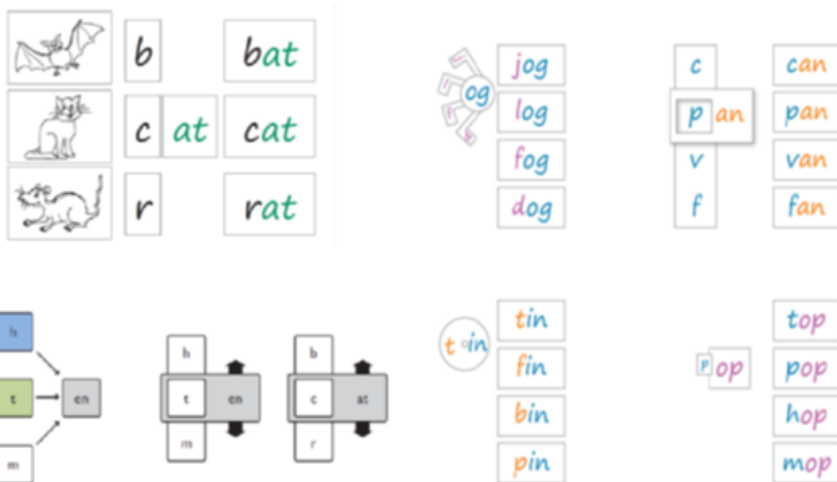 b bat
c at cat
r rat
og
jog
log
fog
dog
c
p an
v
f
can
pan
van
fan
h
t en
m
h
t en
m
b
c at
r
t in
tin
fin
bin
pin
p op
top
pop
hop
mop